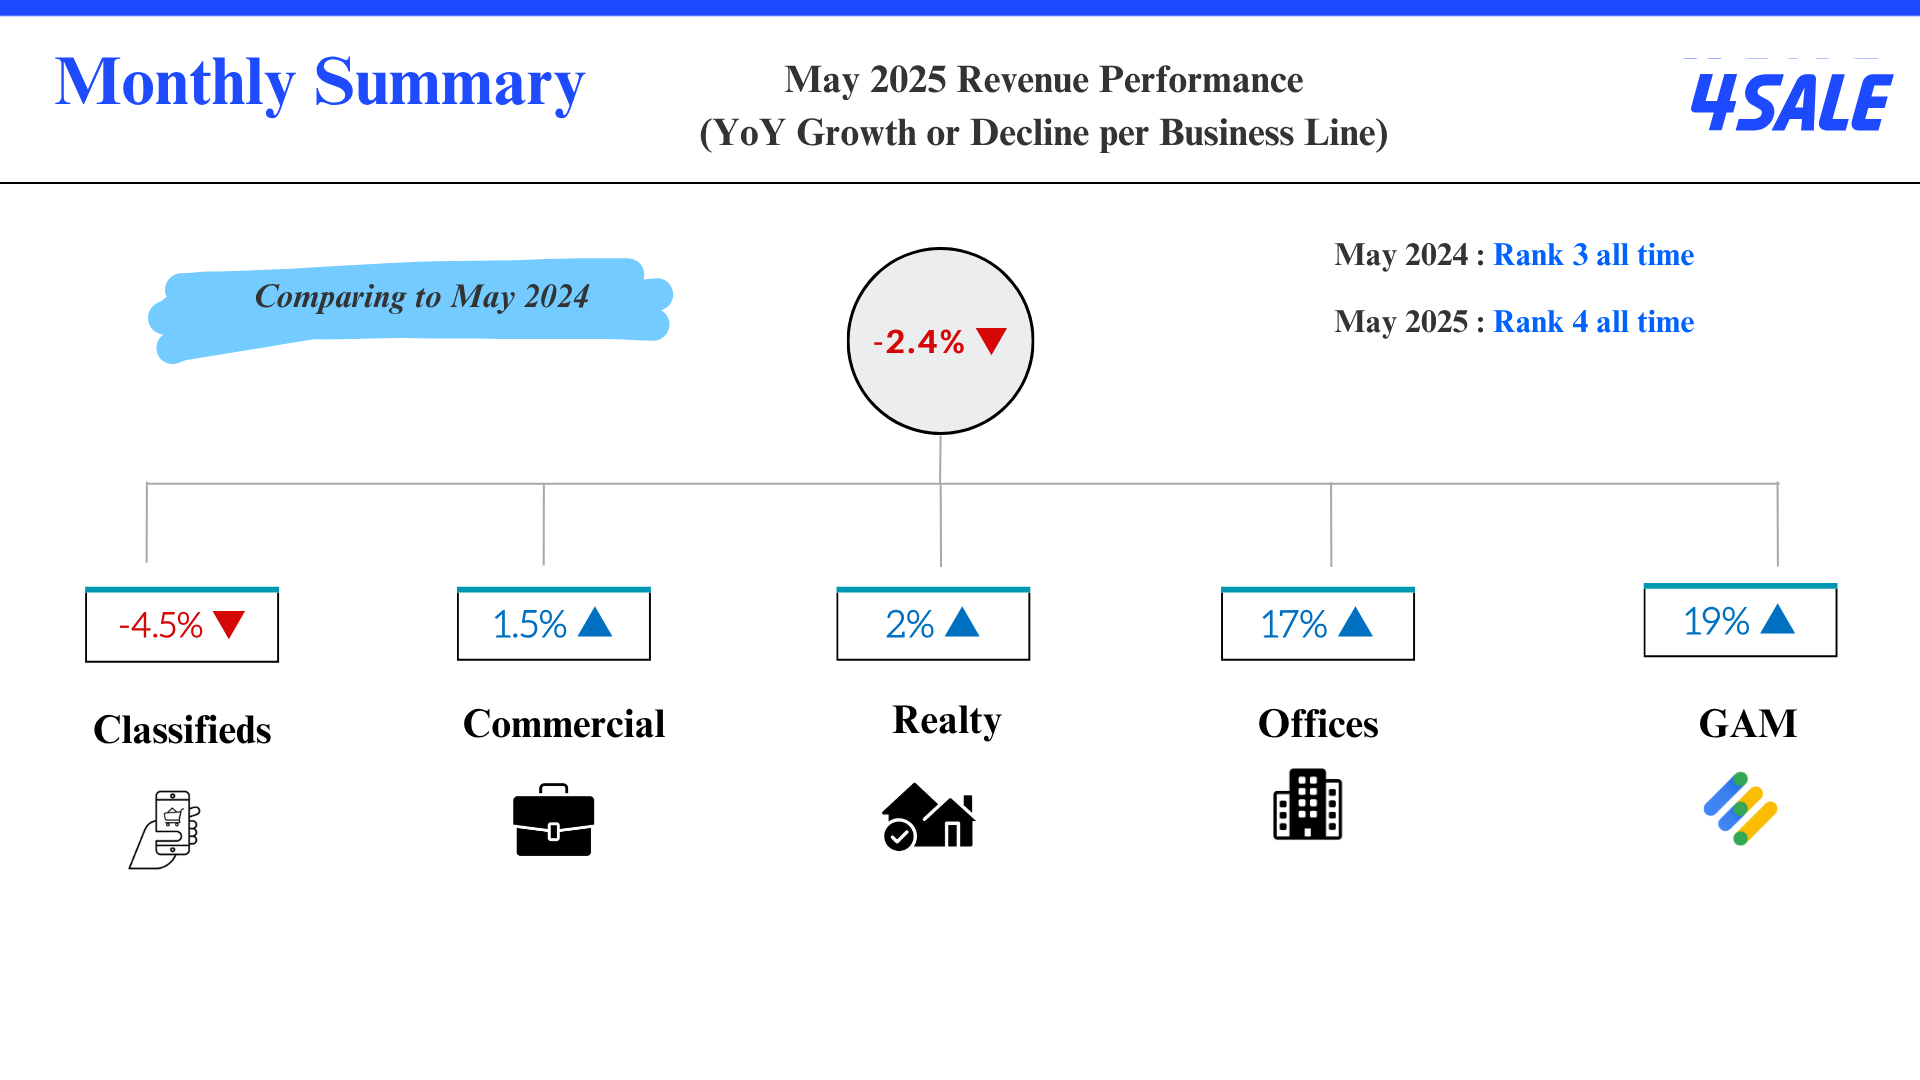 Monthly Summary
May 2025 Revenue Performance
(YoY Growth or Decline per Business Line)
4SALE
Comparing to May 2024
-2.4%
May 2024 : Rank 3 all time
May 2025 : Rank 4 all time
-4.5%
1.5%
2%
17%
19%
Classifieds
Commercial
Realty
Offices
GAM